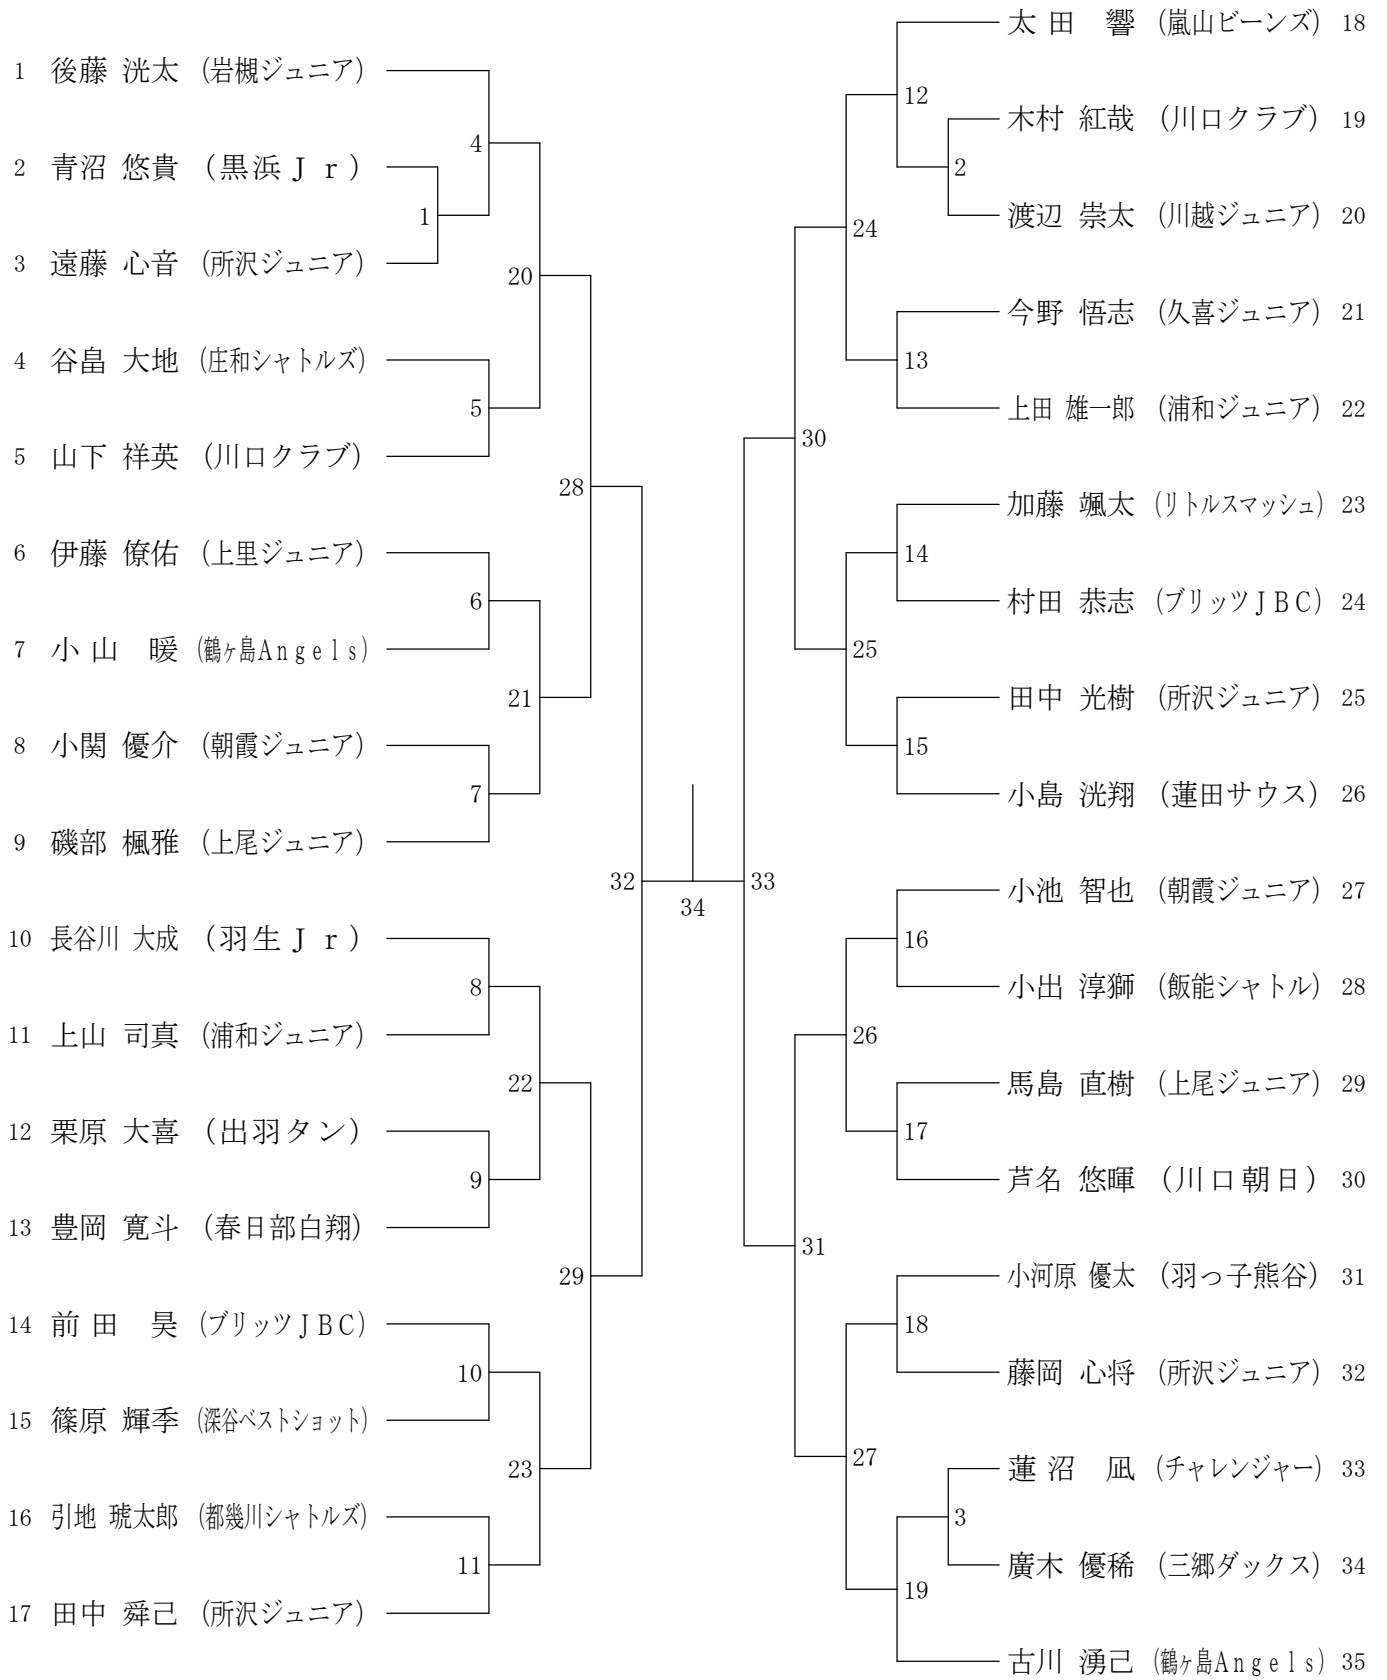 1 後藤 洸太 (岩槻ジュニア)
2 青沼 悠貴 (黒浜Ｊｒ)
3 遠藤 心音 (所沢ジュニア)
4 谷畠 大地 (庄和シャトルズ)
5 山下 祥英 (川口クラブ)
6 伊藤 僚佑 (上里ジュニア)
7 小山 暖 (鶴ヶ島Ａｎｇｅｌｓ)
8 小関 優介 (朝霞ジュニア)
9 磯部 楓雅 (上尾ジュニア)
10 長谷川 大成 (羽生Ｊｒ)
11 上山 司真 (浦和ジュニア)
12 栗原 大喜 (出羽タン)
13 豊岡 寛斗 (春日部白翔)
14 前田 昊 (ブリッツＪＢＣ)
15 篠原 輝季 (深谷ベストショット)
16 引地 琥太郎 (都幾川シャトルズ)
17 田中 舜己 (所沢ジュニア)
1
4
5
6
7
8
9
10
11
20
21
22
23
28
29
32
34
33
30
31
24
25
26
27
12
13
14
15
16
17
18
19
2
3
太田 響 (嵐山ビーンズ) 18
木村 紅哉 (川口クラブ) 19
渡辺 崇太 (川越ジュニア) 20
今野 悟志 (久喜ジュニア) 21
上田 雄一郎 (浦和ジュニア) 22
加藤 颯太 (リトルスマッシュ) 23
村田 恭志 (ブリッツＪＢＣ) 24
田中 光樹 (所沢ジュニア) 25
小島 洸翔 (蓮田サウス) 26
小池 智也 (朝霞ジュニア) 27
小出 淳獅 (飯能シャトル) 28
馬島 直樹 (上尾ジュニア) 29
芦名 悠暉 (川口朝日) 30
小河原 優太 (羽っ子熊谷) 31
藤岡 心将 (所沢ジュニア) 32
蓮沼 凪 (チャレンジャー) 33
廣木 優稀 (三郷ダックス) 34
古川 湧己 (鶴ヶ島Ａｎｇｅｌｓ) 35